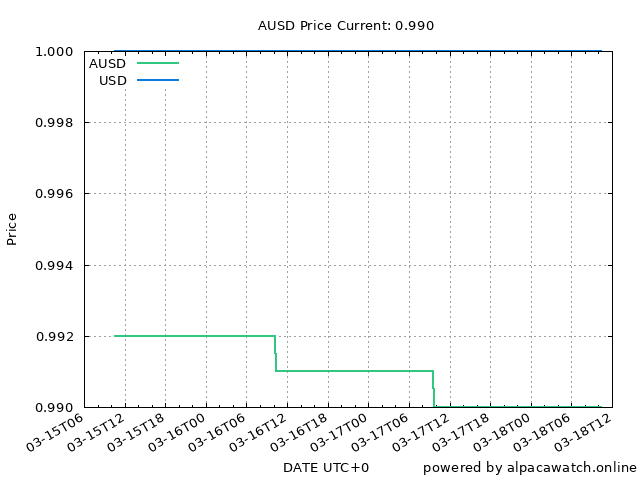 AUSD Price Current: 0.990
1.000
AUSD
USD
0.998
0.996
Price
0.994
0.992
0.990
03-15T06
03-15T12
03-15T18
03-16T00
03-16T06
03-16T12
03-16T18
03-17T00
03-17T06
03-17T12
03-17T18
03-18T00
03-18T06
03-18T12
DATE UTC+0
powered by alpacawatch.online